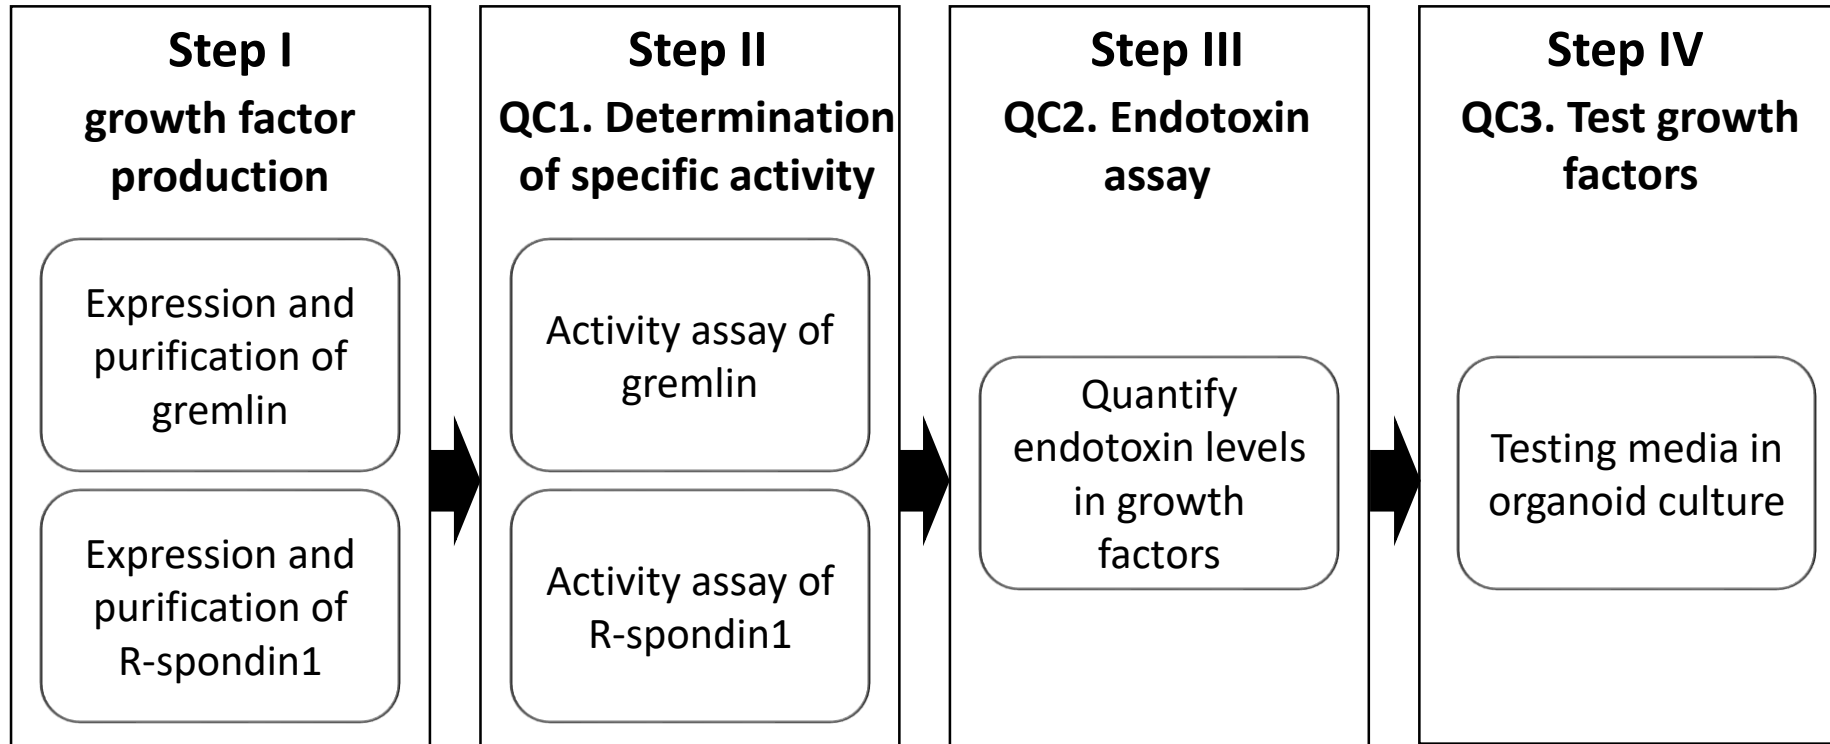 Step I
growth factor
production
Expression and
purification of
gremlin
Expression and
purification of
R-spondin1
Step II
QC1. Determination
of specific activity
Activity assay of
gremlin
Activity assay of
R-spondin1
Step III
QC2. Endotoxin
assay
Quantify
endotoxin levels
in growth
factors
Step IV
QC3. Test growth
factors
Testing media in
organoid culture